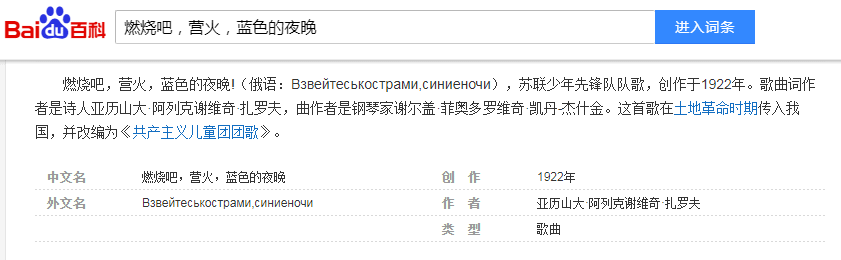 Bai du 百科 燃烧吧，营火，蓝色的夜晚 进入词条
燃烧吧，营火，蓝色的夜晚!（俄语：Взвейтеськострами,синиеночи），苏联少年先锋队队歌，创作于1922年。歌曲词作
者是诗人亚历山大·阿列克谢维奇·扎罗夫，曲作者是钢琴家谢尔盖·菲奥多罗维奇·凯丹-杰什金。这首歌在土地革命时期传入我
国，并改编为《共产主义儿童团团歌》。
中文名 燃烧吧，营火，蓝色的夜晚 创 作 1922年
外文名 Взвейтеськострами,синиеночи 作 者 亚历山大·阿列克谢维奇·扎罗夫
类 型 歌曲